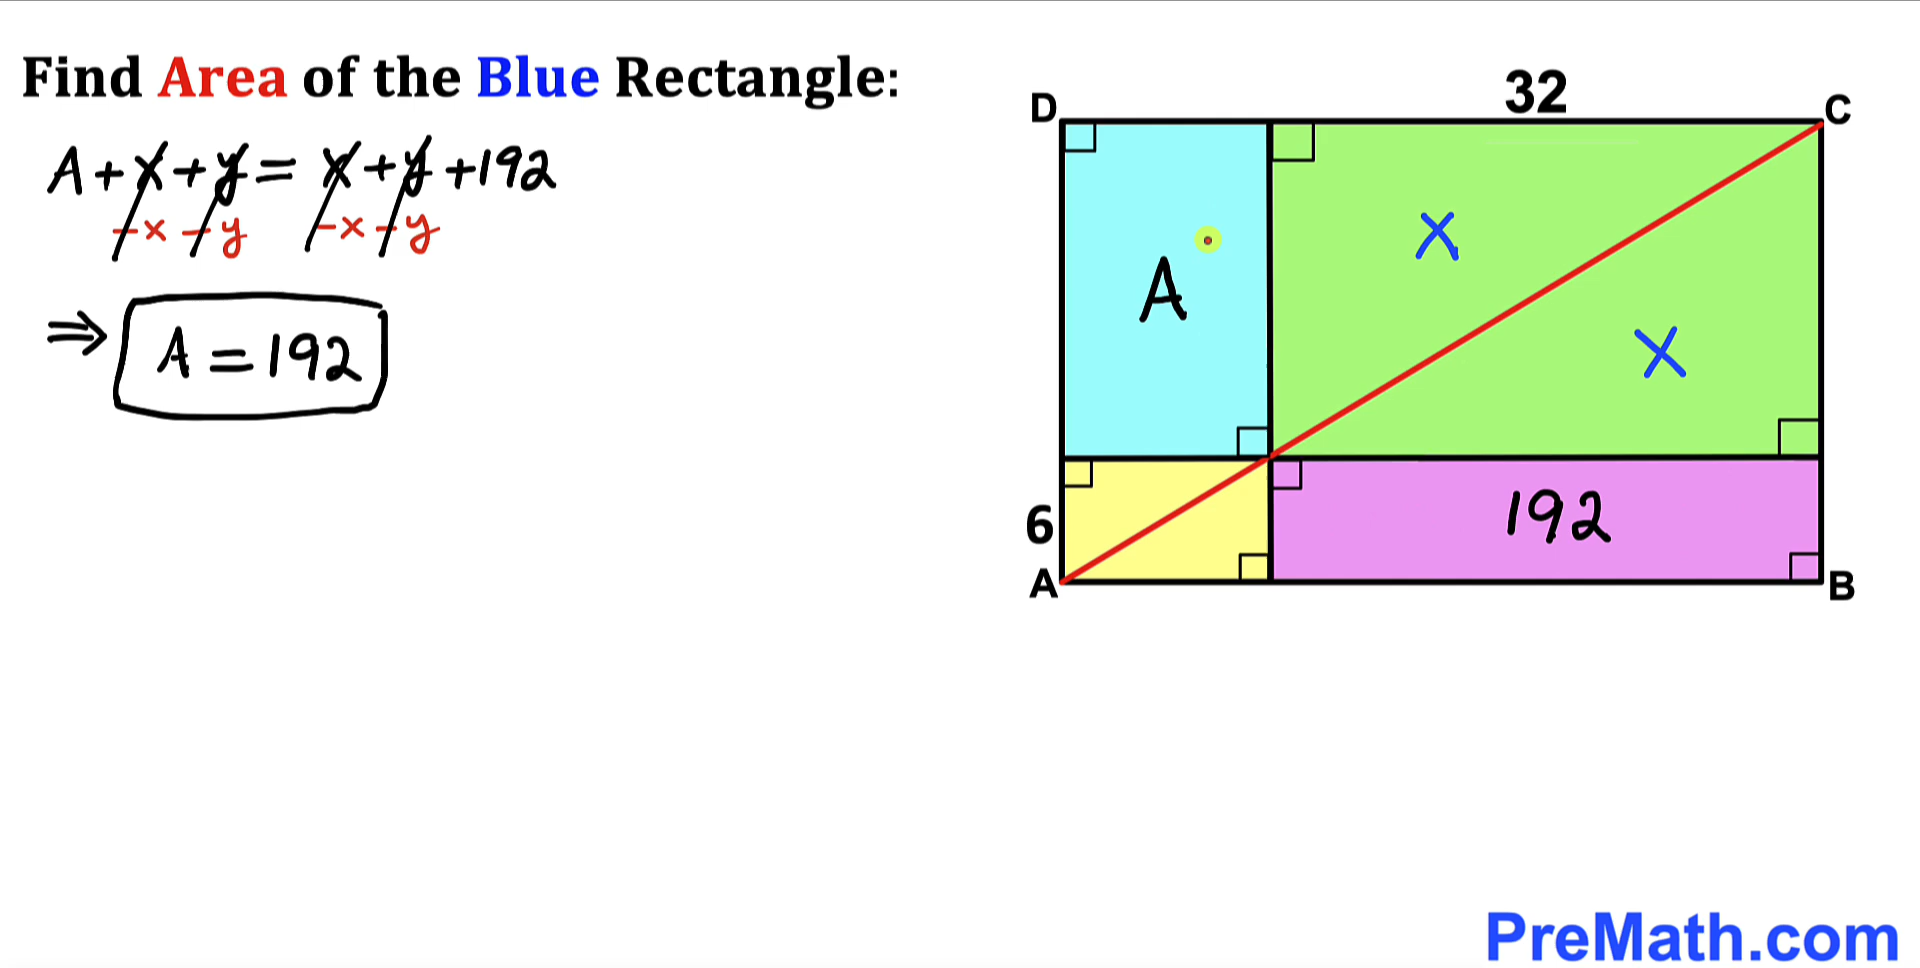 Find Area of the Blue Rectangle:
A+x+y= x+y+192
-x-y -x-y
⇒ A=192
32
D
C
A
x
x
192
6
A
B
PreMath.com